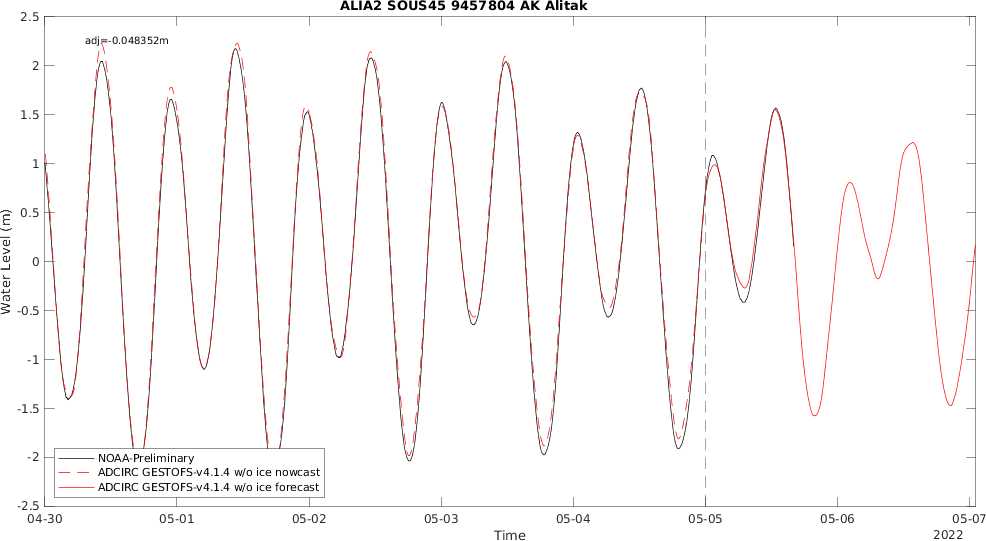 ALIA2 SOUS45 9457804 AK Alitak
adj=-0.048352m
2.5
2
1.5
1
0.5
0
-0.5
-1
-1.5
-2
-2.5
Water Level (m)
NOAA-Preliminary
ADCIRC GESTOFS-v4.1.4 w/o ice nowcast
ADCIRC GESTOFS-v4.1.4 w/o ice forecast
04-30 05-01 05-02 05-03 05-04 05-05 05-06 05-07
Time
2022